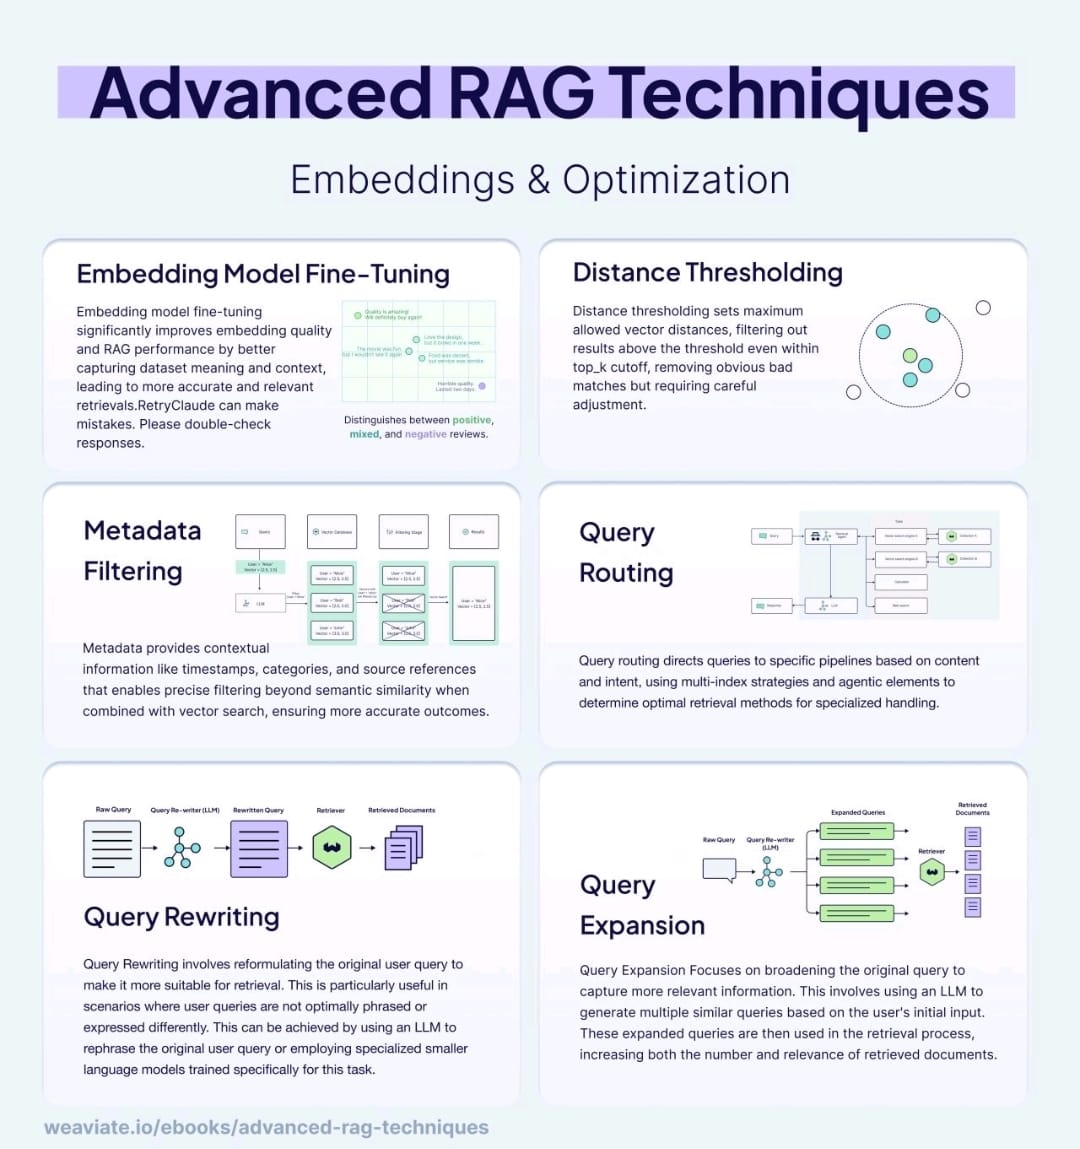 Advanced RAG Techniques
Embeddings & Optimization
Embedding Model Fine-Tuning
Embedding model fine-tuning
significantly improves embedding quality
and RAG performance by better
capturing dataset meaning and context,
leading to more accurate and relevant
retrievals.RetryClaude can make
mistakes. Please double-check
responses.
Quality is amazing!
Will definitely buy again!
Love the design,
but it broke in one week.
The movie was fun,
but I wouldn't see it again
Food was decent,
but service was terrible.
Horrible quality.
Lasted two days.
Distinguishes between positive,
mixed, and negative reviews.
Distance Thresholding
Distance thresholding sets maximum
allowed vector distances, filtering out
results above the threshold even within
top_k cutoff, removing obvious bad
matches but requiring careful
adjustment.
Metadata
Filtering
Query
Vector Database
Filtering Stage
Results
LLM
Metadata provides contextual
information like timestamps, categories, and source references
that enables precise filtering beyond semantic similarity when
combined with vector search, ensuring more accurate outcomes.
Query
Routing
Query
Tools
Calculator
Web search
Response
LLM
Query routing directs queries to specific pipelines based on content
and intent, using multi-index strategies and agentic elements to
determine optimal retrieval methods for specialized handling.
Raw Query
Query Re-writer (LLM)
Rewritten Query
Retriever
Retrieved Documents
Query Rewriting
Query Rewriting involves reformulating the original user query to
make it more suitable for retrieval. This is particularly useful in
scenarios where user queries are not optimally phrased or
expressed differently. This can be achieved by using an LLM to
rephrase the original user query or employing specialized smaller
language models trained specifically for this task.
Raw Query
Query Re-writer
(LLM)
Expanded Queries
Retriever
Retrieved
Documents
Query
Expansion
Query Expansion Focuses on broadening the original query to
capture more relevant information. This involves using an LLM to
generate multiple similar queries based on the user's initial input.
These expanded queries are then used in the retrieval process,
increasing both the number and relevance of retrieved documents.
weaviate.io/ebooks/advanced-rag-techniques